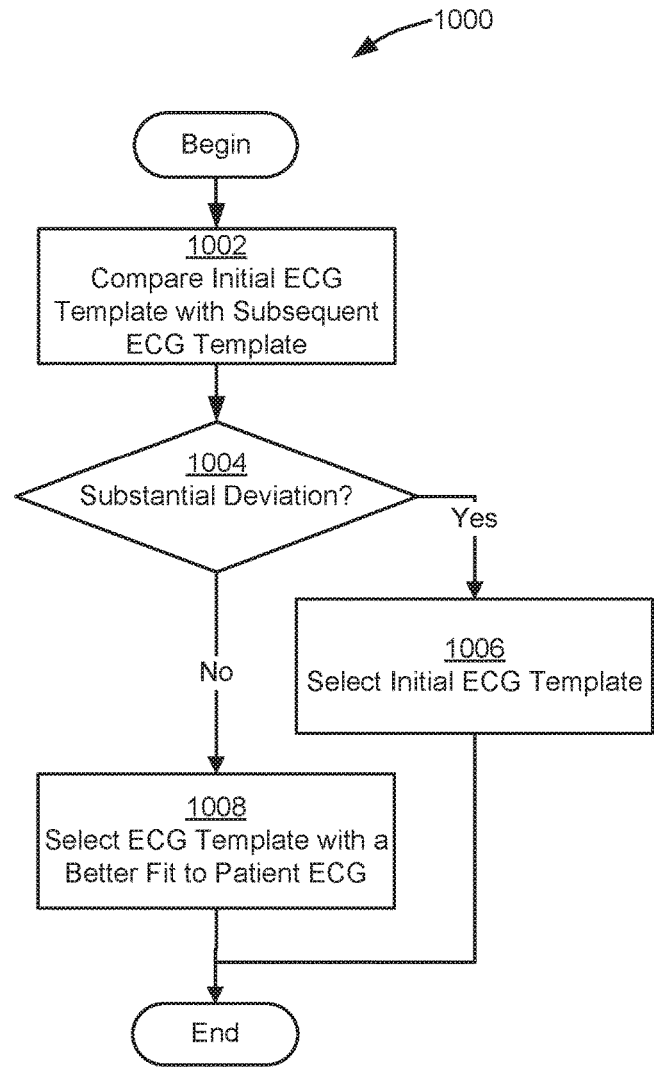 1000
Begin
1002
Compare Initial ECG
Template with Subsequent
ECG Template
1004
Substantial Deviation?
Yes
No
1006
Select Initial ECG Template
1008
Select ECG Template with a
Better Fit to Patient ECG
End